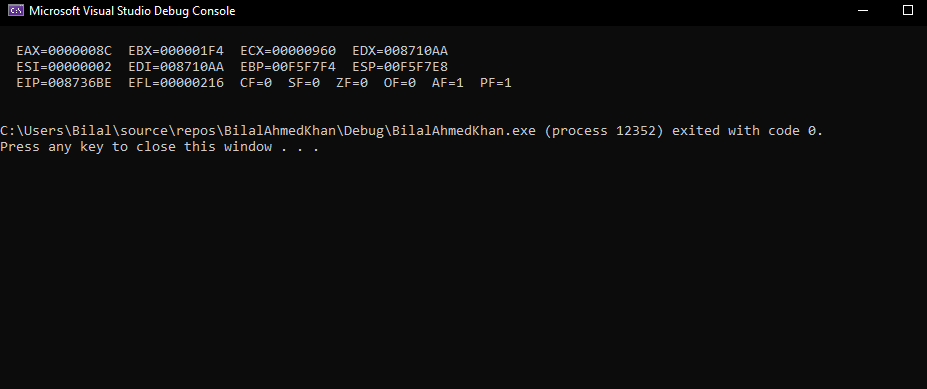 Microsoft Visual Studio Debug Console
EAX=0000008C EBX=000001F4 ECX=00000960 EDX=008710AA
ESI=00000002 EDI=008710AA EBP=00F5F7F4 ESP=00F5F7E8
EIP=008736BE EFL=00000216 CF=0 SF=0 ZF=0 OF=0 AF=1 PF=1
C:\Users\Bilal\source\repos\BilalAhmedKhan\Debug\BilalAhmedKhan.exe (process 12352) exited with code 0.
Press any key to close this window . . .